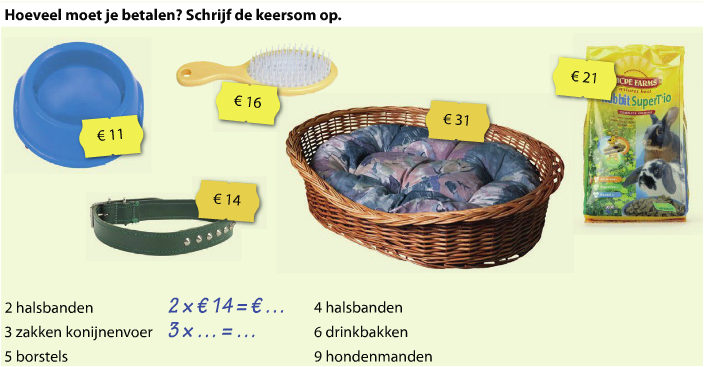 Hoeveel moet je betalen? Schrijf de keersom op.
€ 11
€ 16
€ 14
€ 31
€ 21
SuperTrio
2 halsbanden
2 x € 14 = € ...
3 zakken konijnenvoer
3 x ... = ...
5 borstels
4 halsbanden
6 drinkbakken
9 hondenmanden